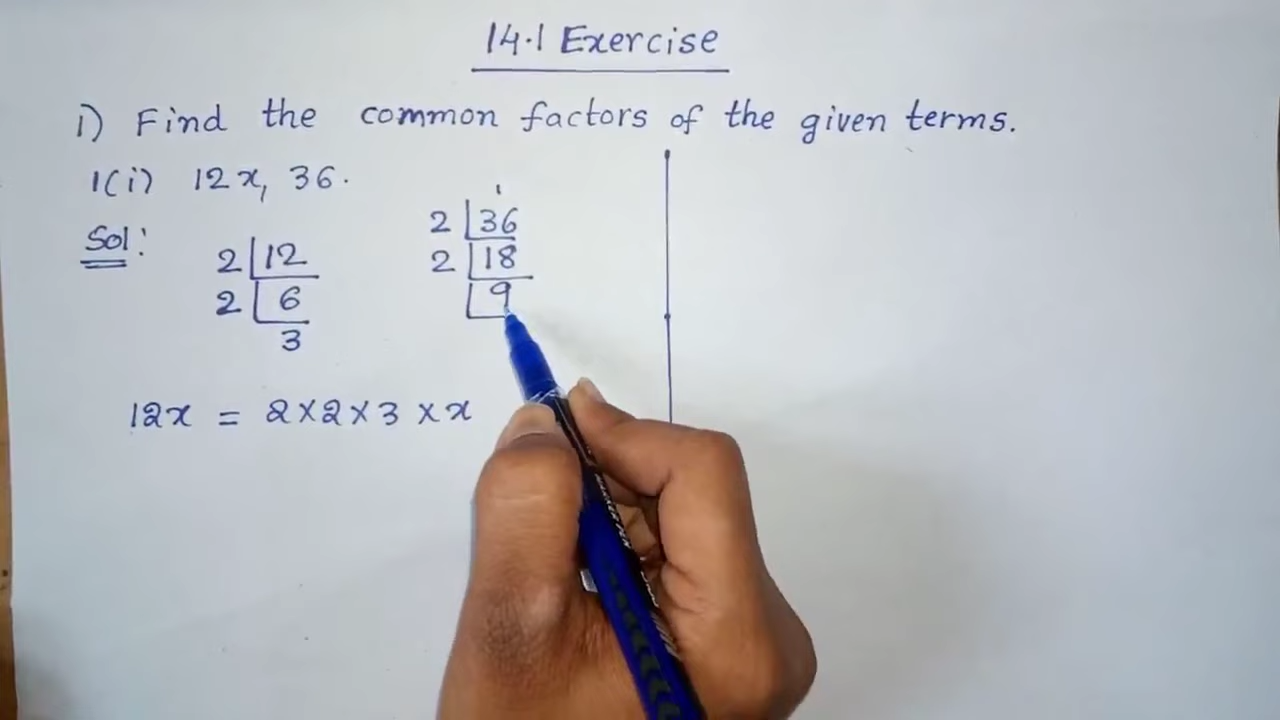 14.1 Exercise
1) Find the common factors of the given terms.
1(i) 12x, 36.
Sol:
2 12
2 6
3
1
2 36
2 18
9
12x = 2×2×3×x